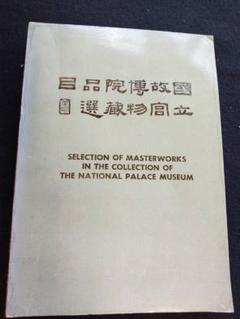 國立故宮博物院藏品選目
SELECTION OF MASTERWORKS
IN THE COLLECTION OF
THE NATIONAL PALACE MUSEUM